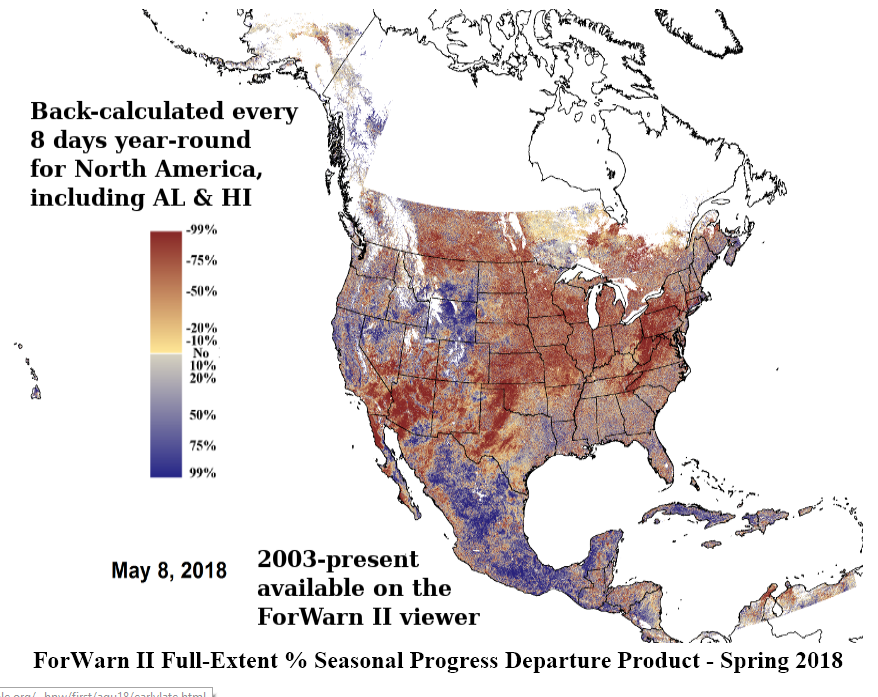 Back-calculated every
8 days year-round
for North America,
including AL & HI
-99%
-75%
-50%
-20%
-10%
No
10%
20%
50%
75%
99%
May 8, 2018
2003-present
available on the
ForWarn II viewer
ForWarn II Full-Extent % Seasonal Progress Departure Product - Spring 2018